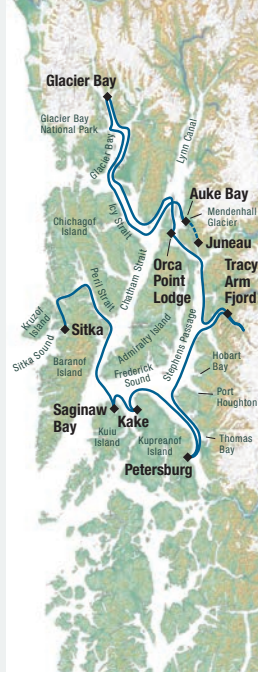 Glacier Bay
Glacier Bay
National Park
Lynn Canal
Glacier Bay
Auke Bay
Mendenhall
Glacier
Icy Strait
Juneau
Chichagof
Island
Orca
Point
Lodge
Tracy
Arm
Fjord
Chatham Strait
Peril Strait
Kruzof
Island
Sitka
Sitka Sound
Admiralty Island
Stephens Passage
Baranof
Island
Hobart
Bay
Frederick
Sound
Port
Houghton
Saginaw
Bay
Kake
Kuiu
Island
Kupreanof
Island
Thomas
Bay
Petersburg